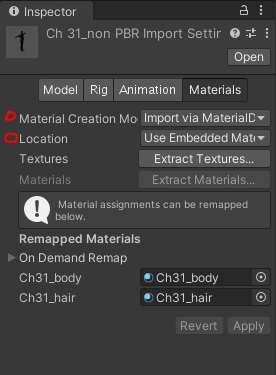 Inspector
Ch 31_non PBR Import Settin
Open
Model Rig Animation Materials
Material Creation Mo Import via MaterialD
Location Use Embedded Mate
Textures Extract Textures...
Materials Extract Materials...
Material assignments can be remapped
below.
Remapped Materials
On Demand Remap
Ch31_body Ch31_body
Ch31_hair Ch31_hair
Revert Apply